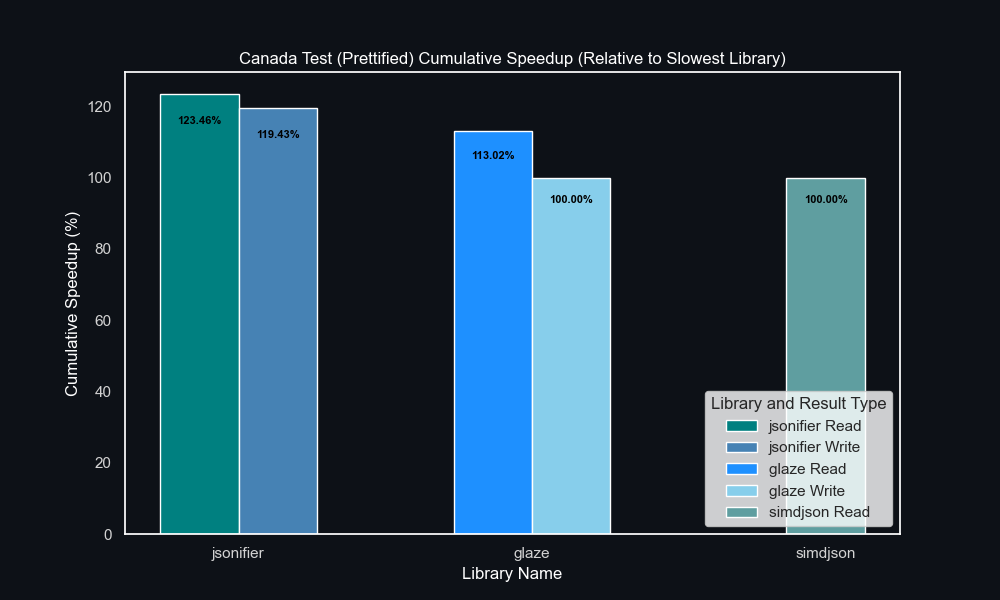 Canada Test (Prettified) Cumulative Speedup (Relative to Slowest Library)
Cumulative Speedup (%)
120
100
80
60
40
20
0
123.46%
119.43%
113.02%
100.00%
100.00%
Library and Result Type
jsonifier Read
jsonifier Write
glaze Read
glaze Write
simdjson Read
jsonifier
glaze
simdjson
Library Name